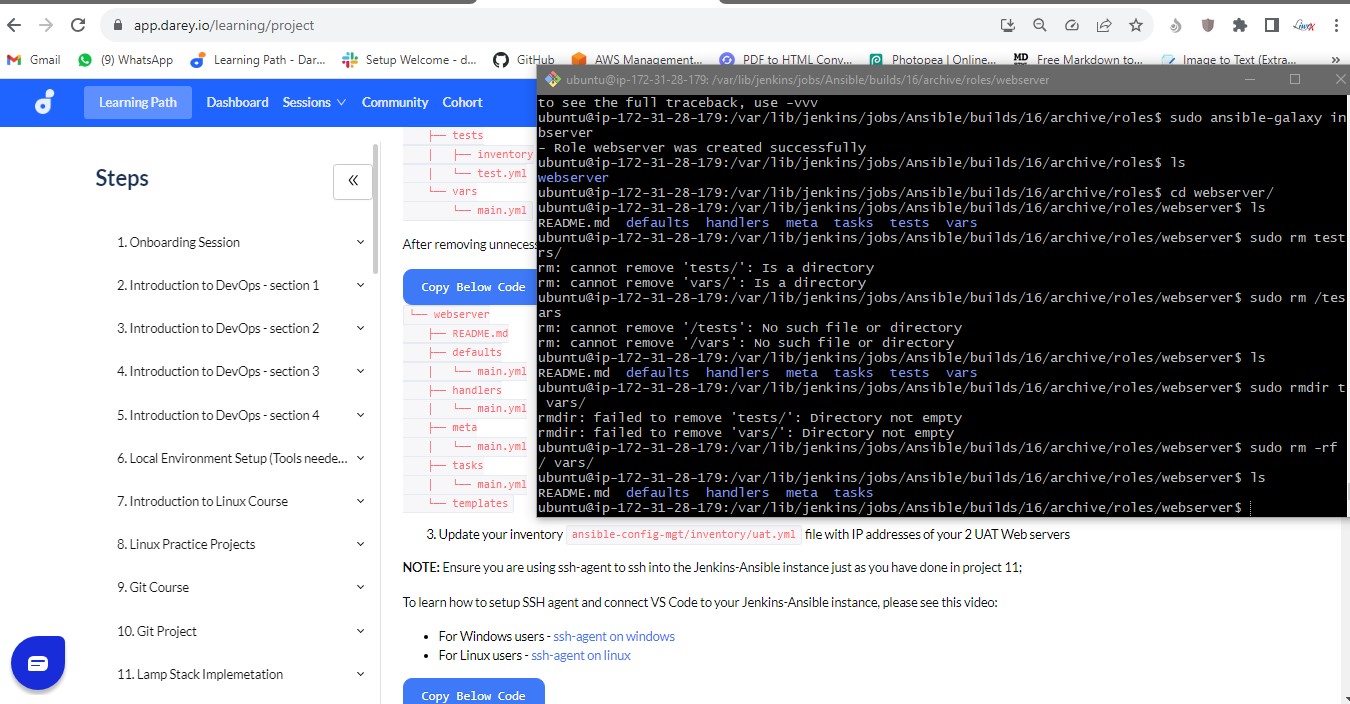 app.darey.io/learning/project
Gmail (9) WhatsApp Learning Path - Dar... Setup Welcome - d... GitHub AWS Management... PDF to HTML Conv... Photopea | Online... Free Markdown to... Image to Text (Extra... »
Learning Path Dashboard Sessions Community Cohort
Steps
«
1. Onboarding Session
2. Introduction to DevOps - section 1
3. Introduction to DevOps - section 2
4. Introduction to DevOps - section 3
5. Introduction to DevOps - section 4
6. Local Environment Setup (Tools neede...
7. Introduction to Linux Course
8. Linux Practice Projects
9. Git Course
10. Git Project
11. Lamp Stack Implemetation
├── tests
│   ├── inventory
│   └── test.yml
└── vars
    └── main.yml
After removing unnecess
Copy Below Code
└── webserver
    ├── README.md
    ├── defaults
    │   └── main.yml
    ├── handlers
    │   └── main.yml
    ├── meta
    │   └── main.yml
    ├── tasks
    │   └── main.yml
    └── templates
3. Update your inventory ansible-config-mgt/inventory/uat.yml file with IP addresses of your 2 UAT Web servers
NOTE: Ensure you are using ssh-agent to ssh into the Jenkins-Ansible instance just as you have done in project 11;
To learn how to setup SSH agent and connect VS Code to your Jenkins-Ansible instance, please see this video:
• For Windows users - ssh-agent on windows
• For Linux users - ssh-agent on linux
Copy Below Code
ubuntu@ip-172-31-28-179: /var/lib/jenkins/jobs/Ansible/builds/16/archive/roles/webserver
to see the full traceback, use -vvv
ubuntu@ip-172-31-28-179:/var/lib/jenkins/jobs/Ansible/builds/16/archive/roles$ sudo ansible-galaxy in
bserver
- Role webserver was created successfully
ubuntu@ip-172-31-28-179:/var/lib/jenkins/jobs/Ansible/builds/16/archive/roles$ ls
webserver
ubuntu@ip-172-31-28-179:/var/lib/jenkins/jobs/Ansible/builds/16/archive/roles$ cd webserver/
ubuntu@ip-172-31-28-179:/var/lib/jenkins/jobs/Ansible/builds/16/archive/roles/webserver$ ls
README.md  defaults  handlers  meta  tasks  tests  vars
ubuntu@ip-172-31-28-179:/var/lib/jenkins/jobs/Ansible/builds/16/archive/roles/webserver$ sudo rm test
rs/
rm: cannot remove 'tests/': Is a directory
rm: cannot remove 'vars/': Is a directory
ubuntu@ip-172-31-28-179:/var/lib/jenkins/jobs/Ansible/builds/16/archive/roles/webserver$ sudo rm /tes
ars
rm: cannot remove '/tests': No such file or directory
rm: cannot remove '/vars': No such file or directory
ubuntu@ip-172-31-28-179:/var/lib/jenkins/jobs/Ansible/builds/16/archive/roles/webserver$ ls
README.md  defaults  handlers  meta  tasks  tests  vars
ubuntu@ip-172-31-28-179:/var/lib/jenkins/jobs/Ansible/builds/16/archive/roles/webserver$ sudo rmdir t
vars/
rmdir: failed to remove 'tests/': Directory not empty
rmdir: failed to remove 'vars/': Directory not empty
ubuntu@ip-172-31-28-179:/var/lib/jenkins/jobs/Ansible/builds/16/archive/roles/webserver$ sudo rm -rf
/ vars/
ubuntu@ip-172-31-28-179:/var/lib/jenkins/jobs/Ansible/builds/16/archive/roles/webserver$ ls
README.md  defaults  handlers  meta  tasks
ubuntu@ip-172-31-28-179:/var/lib/jenkins/jobs/Ansible/builds/16/archive/roles/webserver$